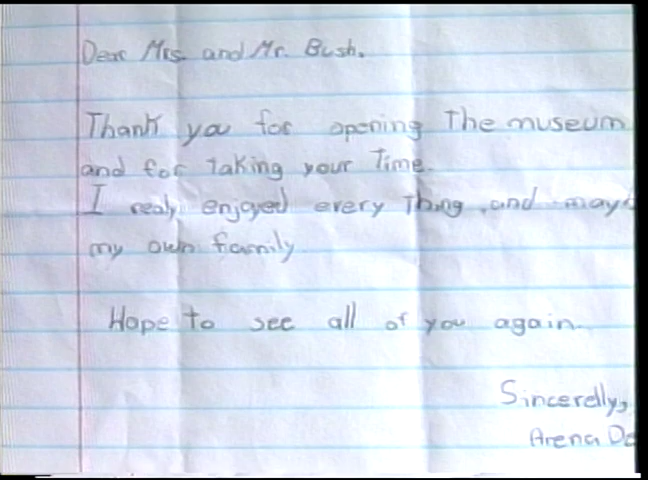 Dear Mrs. and Mr. Bush.
Thank you for opening The museum
and for Taking your Time.
I realy enjoyed every Thing, and
my own family
Hope to see all of you again.
Sincerelly,
Arena